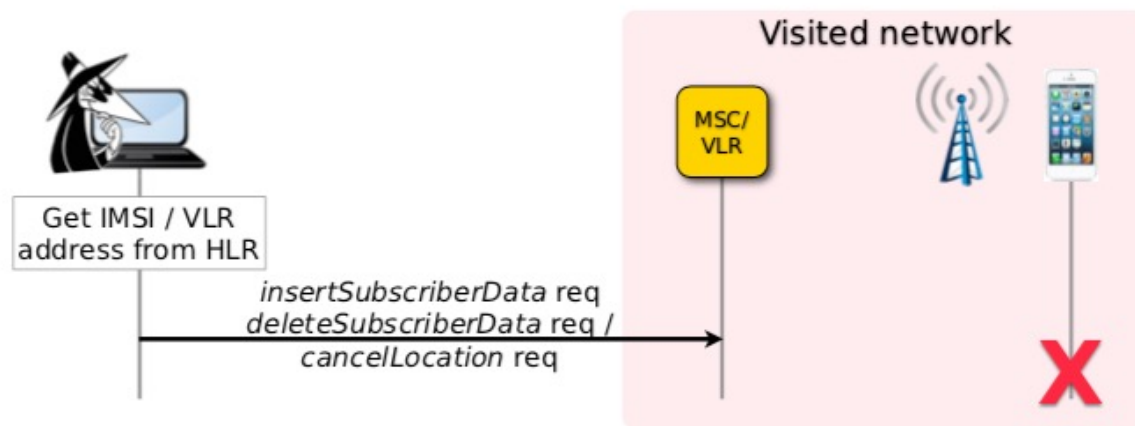 Visited network
MSC/
VLR
Get IMSI / VLR
address from HLR
insertSubscriberData req
deleteSubscriberData req /
cancelLocation req
X